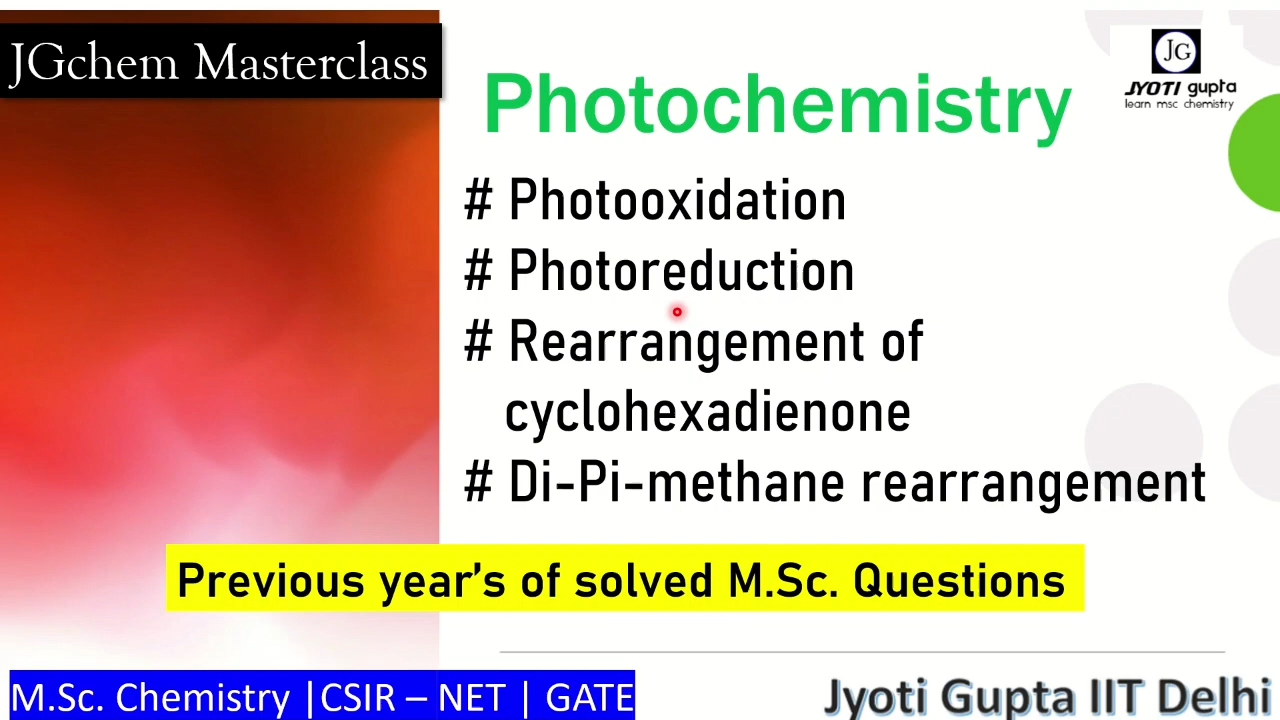 JGchem Masterclass
JG
JYOTI gupta
learn msc chemistry
Photochemistry
# Photooxidation
# Photoreduction
# Rearrangement of
cyclohexadienone
# Di-Pi-methane rearrangement
Previous year's of solved M.Sc. Questions
M.Sc. Chemistry |CSIR – NET | GATE
Jyoti Gupta IIT Delhi